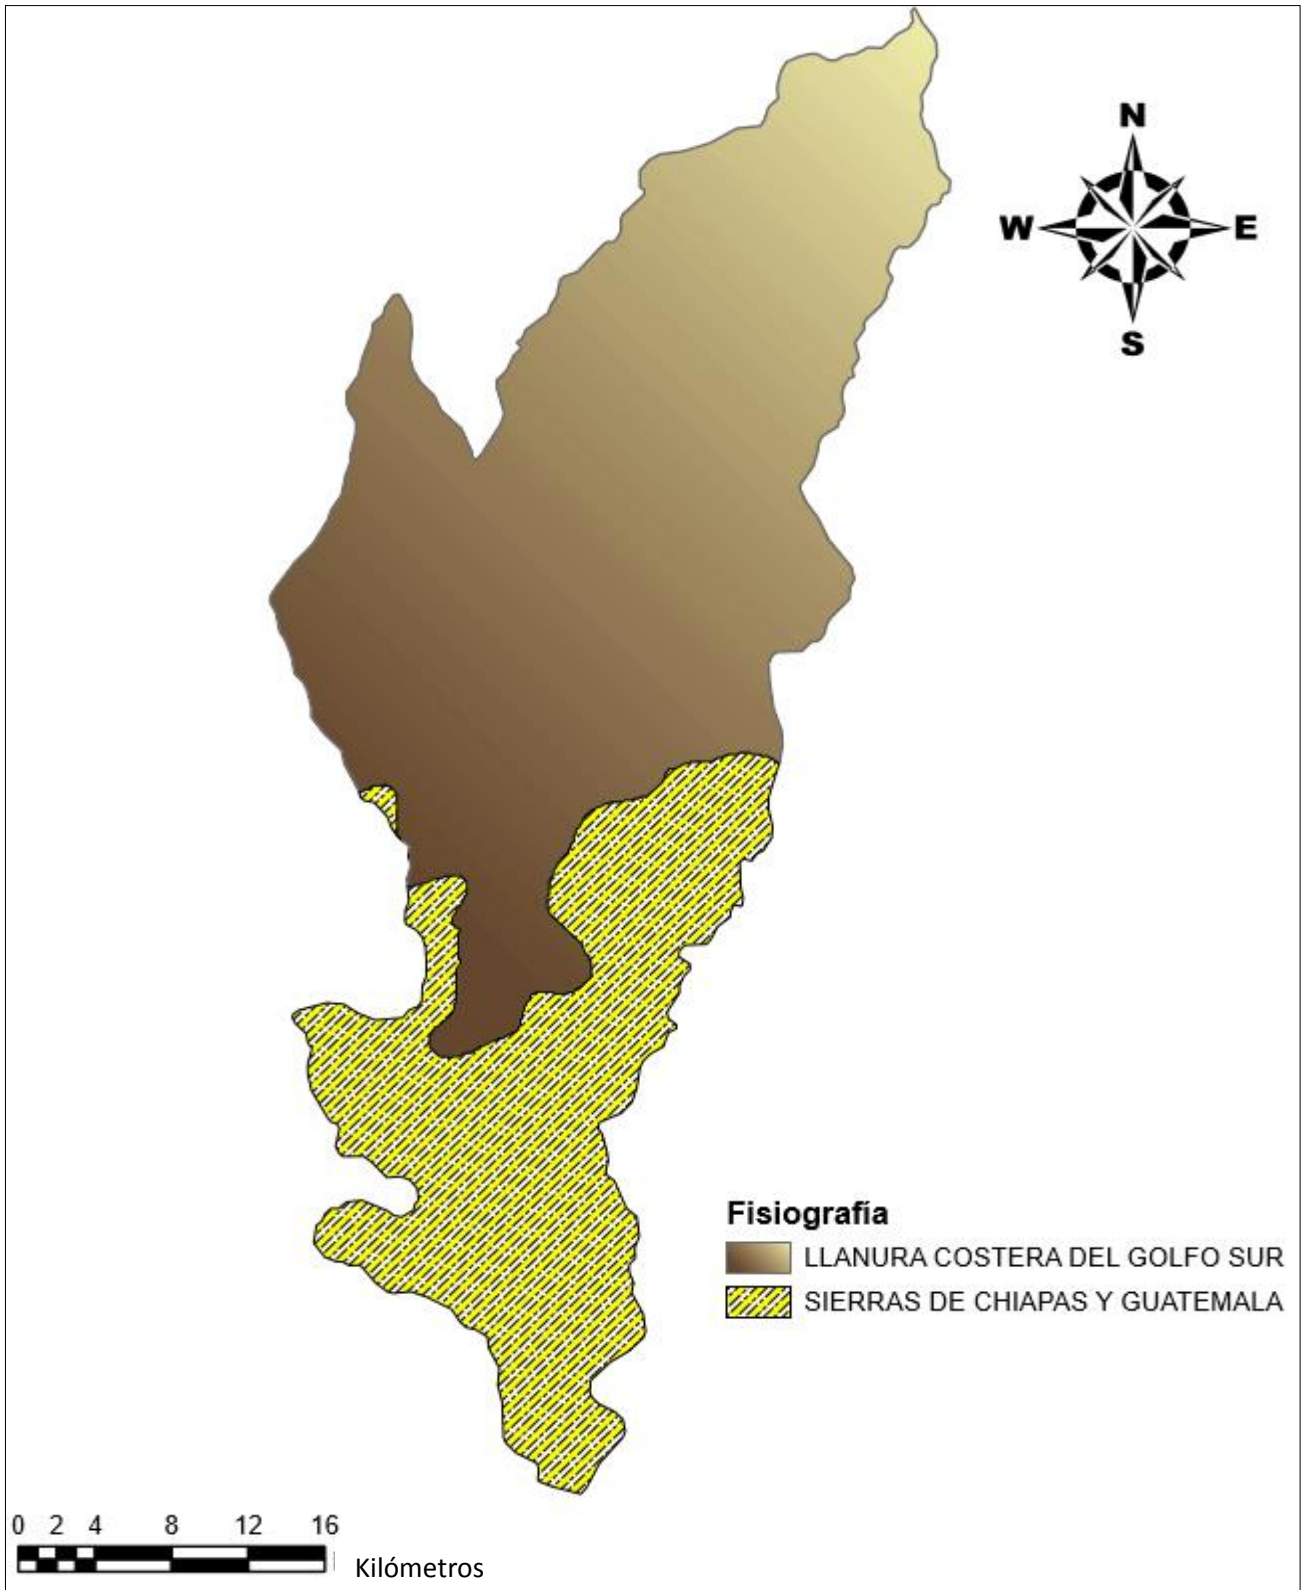 N
W E
S
Fisiografía
LLANURA COSTERA DEL GOLFO SUR
SIERRAS DE CHIAPAS Y GUATEMALA
0 2 4 8 12 16
Kilómetros